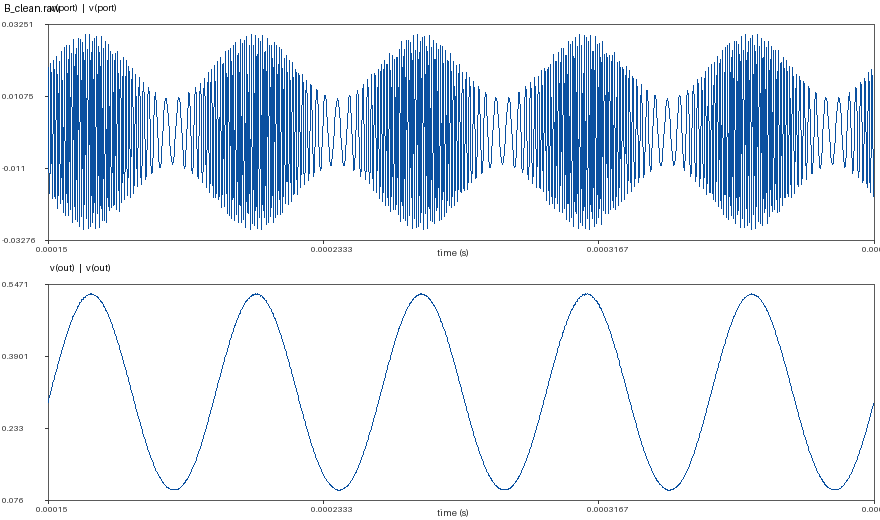 B_clean.raw v(port) | v(port)
0.03251
0.01075
-0.011
-0.03276
0.00015 0.0002333 0.0003167
time (s)
v(out) | v(out)
0.5471
0.3901
0.233
0.076
0.00015 0.0002333 0.0003167
time (s)